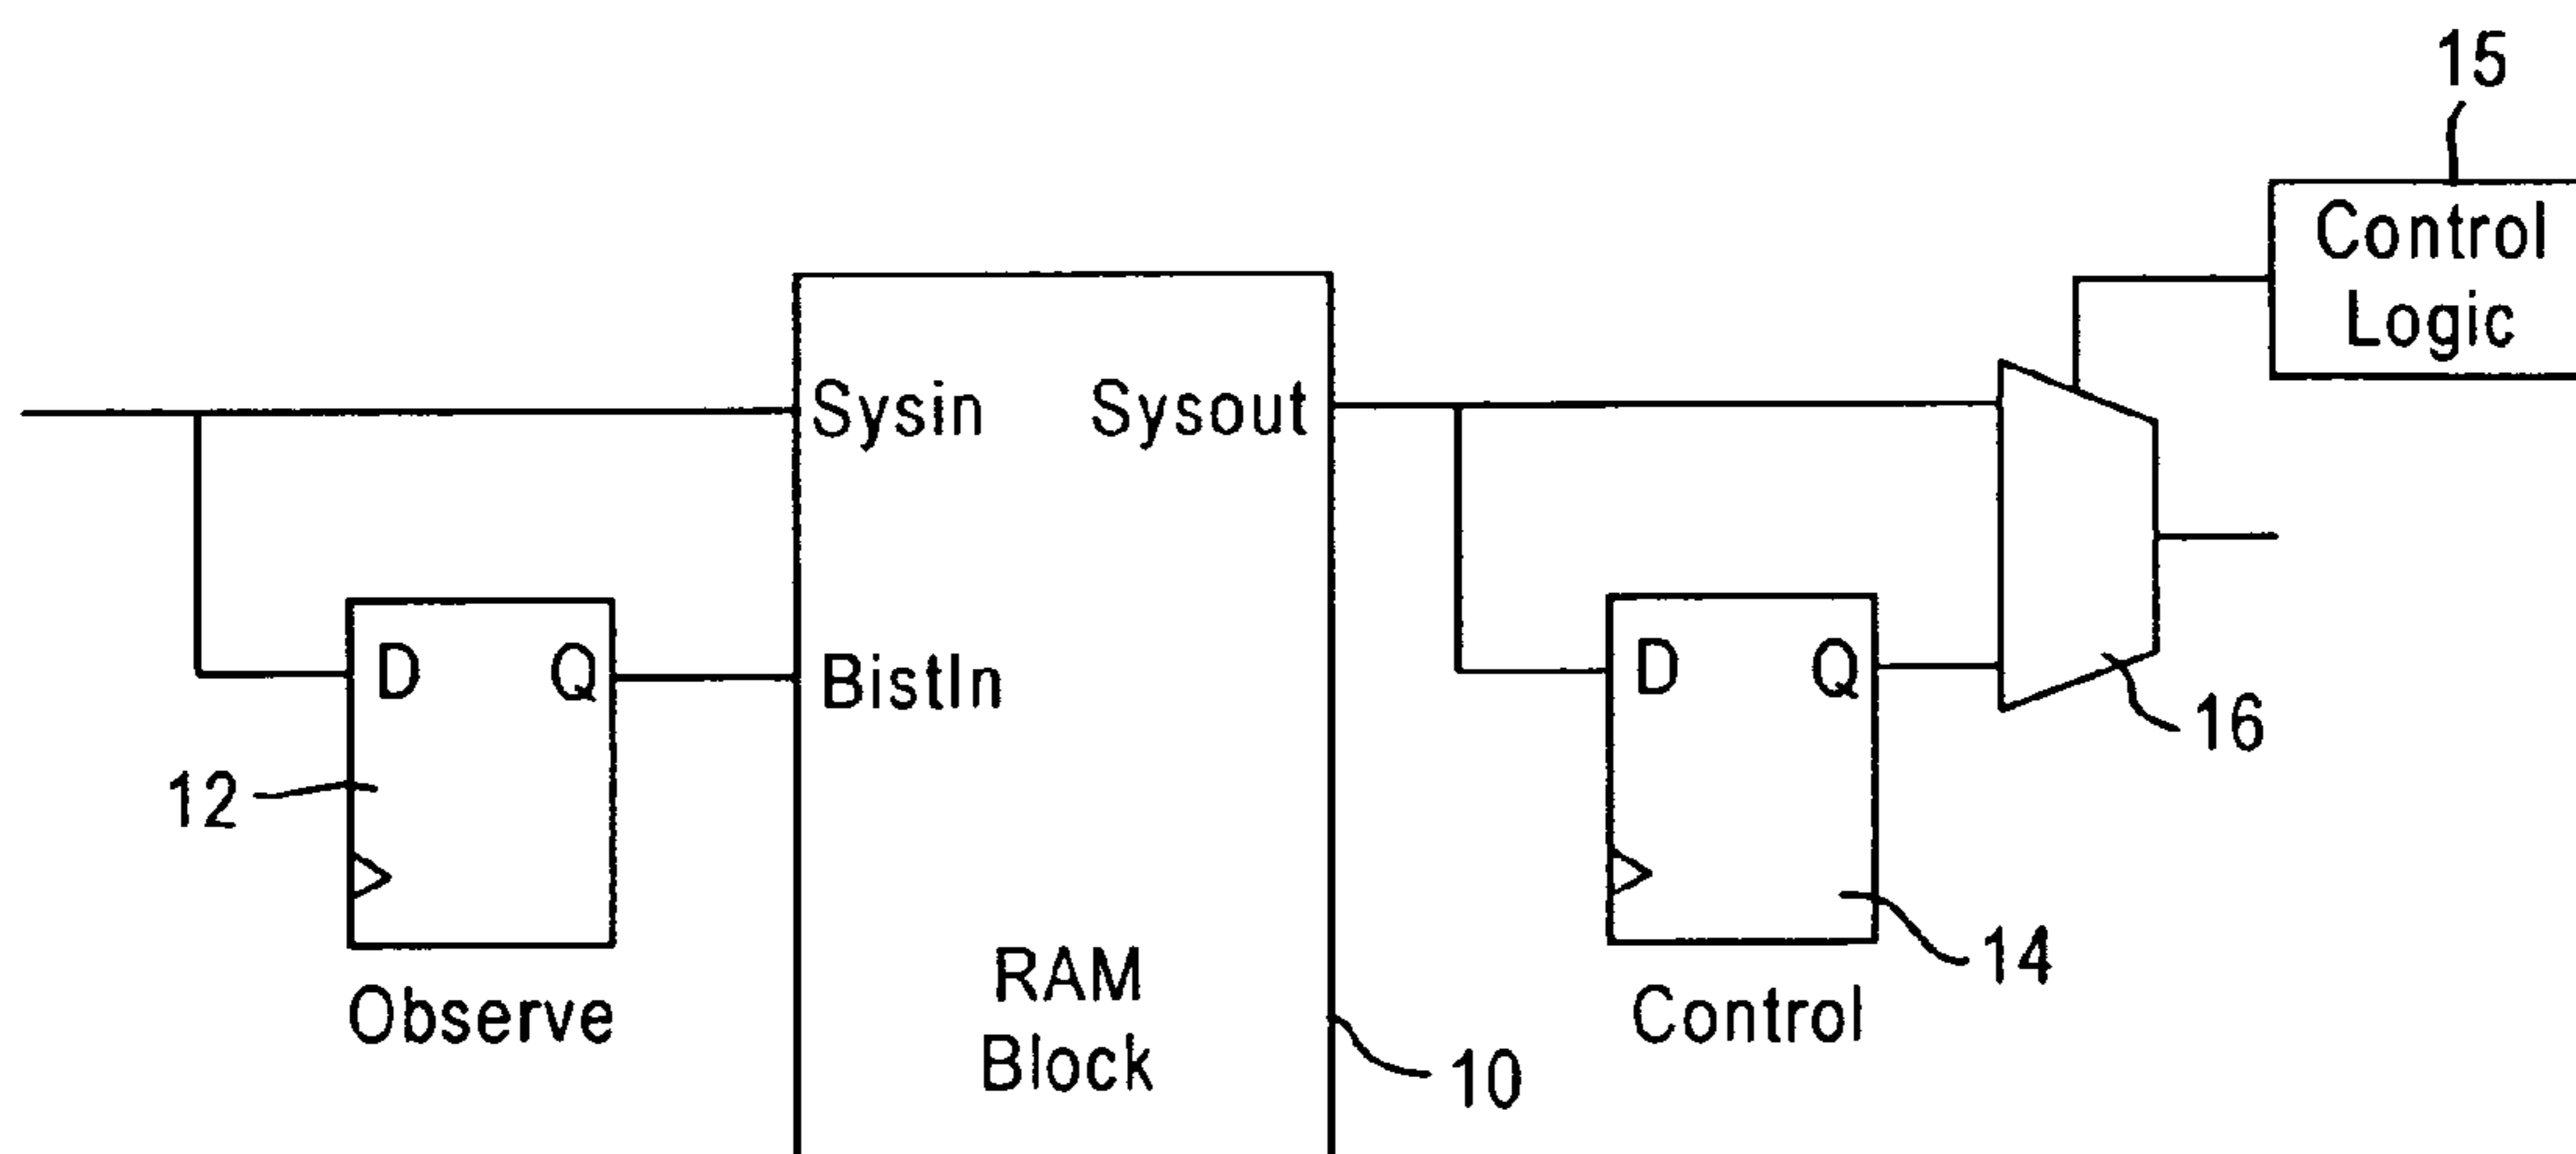 15
Control
Logic
Sysin Sysout
D Q BistIn D Q
16
12
14
Observe RAM Control
Block 10